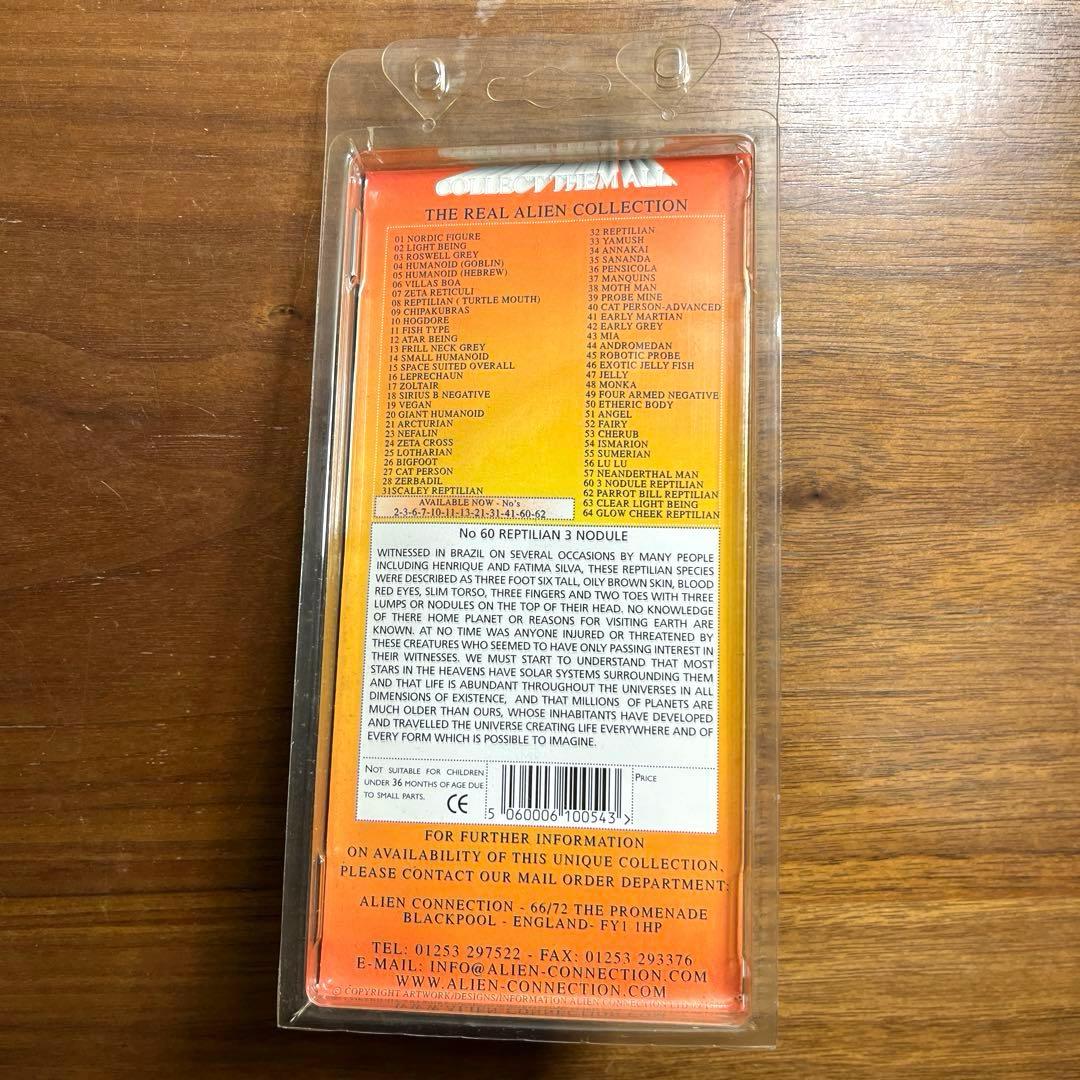 COLLECT THEM ALL
THE REAL ALIEN COLLECTION
01 NORDIC FIGURE
02 LIGHT BEING
03 ROSWELL GREY
04 HUMANOID (GOBLIN)
05 HUMANOID (HEBREW)
06 VILLAS BOA
07 ZETA RETICULI
08 REPTILIAN ( TURTLE MOUTH)
09 CHIPAKUBRAS
10 HOGDORE
11 FISH TYPE
12 ATAR BEING
13 FRILL NECK GREY
14 SMALL HUMANOID
15 SPACE SUITED OVERALL
16 LEPRECHAUN
17 ZOLTAIR
18 SIRIUS B NEGATIVE
19 VEGAN
20 GIANT HUMANOID
21 ARCTURIAN
23 NEFALIN
24 ZETA CROSS
25 LOTHARIAN
26 BIGFOOT
27 CAT PERSON
28 ZERBADIL
31SCALEY REPTILIAN
32 REPTILIAN
33 YAMUSH
34 ANNAKAI
35 SANANDA
36 PENSICOLA
37 MANQUINS
38 MOTH MAN
39 PROBE MINE
40 CAT PERSON-ADVANCED
41 EARLY MARTIAN
42 EARLY GREY
43 MIA
44 ANDROMEDAN
45 ROBOTIC PROBE
46 EXOTIC JELLY FISH
47 JELLY
48 MONKA
49 FOUR ARMED NEGATIVE
50 ETHERIC BODY
51 ANGEL
52 FAIRY
53 CHERUB
54 ISMARION
55 SUMERIAN
56 LU LU
57 NEANDERTHAL MAN
60 3 NODULE REPTILIAN
62 PARROT BILL REPTILIAN
63 CLEAR LIGHT BEING
64 GLOW CHEEK REPTILIAN
AVAILABLE NOW - No's
2-3-6-7-10-11-13-21-31-41-60-62
No 60 REPTILIAN 3 NODULE
WITNESSED IN BRAZIL ON SEVERAL OCCASIONS BY MANY PEOPLE
INCLUDING HENRIQUE AND FATIMA SILVA, THESE REPTILIAN SPECIES
WERE DESCRIBED AS THREE FOOT SIX TALL, OILY BROWN SKIN, BLOOD
RED EYES, SLIM TORSO, THREE FINGERS AND TWO TOES WITH THREE
LUMPS OR NODULES ON THE TOP OF THEIR HEAD. NO KNOWLEDGE
OF THERE HOME PLANET OR REASONS FOR VISITING EARTH ARE
KNOWN. AT NO TIME WAS ANYONE INJURED OR THREATENED BY
THESE CREATURES WHO SEEMED TO HAVE ONLY PASSING INTEREST IN
THEIR WITNESSES. WE MUST START TO UNDERSTAND THAT MOST
STARS IN THE HEAVENS HAVE SOLAR SYSTEMS SURROUNDING THEM
AND THAT LIFE IS ABUNDANT THROUGHOUT THE UNIVERSES IN ALL
DIMENSIONS OF EXISTENCE, AND THAT MILLIONS OF PLANETS ARE
MUCH OLDER THAN OURS, WHOSE INHABITANTS HAVE DEVELOPED
AND TRAVELLED THE UNIVERSE CREATING LIFE EVERYWHERE AND OF
EVERY FORM WHICH IS POSSIBLE TO IMAGINE.
NOT SUITABLE FOR CHILDREN
UNDER 36 MONTHS OF AGE DUE
TO SMALL PARTS.
CE
5 060006 100543 >
PRICE
FOR FURTHER INFORMATION
ON AVAILABILITY OF THIS UNIQUE COLLECTION,
PLEASE CONTACT OUR MAIL ORDER DEPARTMENT:
ALIEN CONNECTION - 66/72 THE PROMENADE
BLACKPOOL - ENGLAND- FY1 1HP
TEL: 01253 297522 - FAX: 01253 293376
E-MAIL: INFO@ALIEN-CONNECTION.COM
WWW.ALIEN-CONNECTION.COM
© COPYRIGHT ARTWORK/DESIGNS/INFORMATION ALIEN CONNECTION LTD